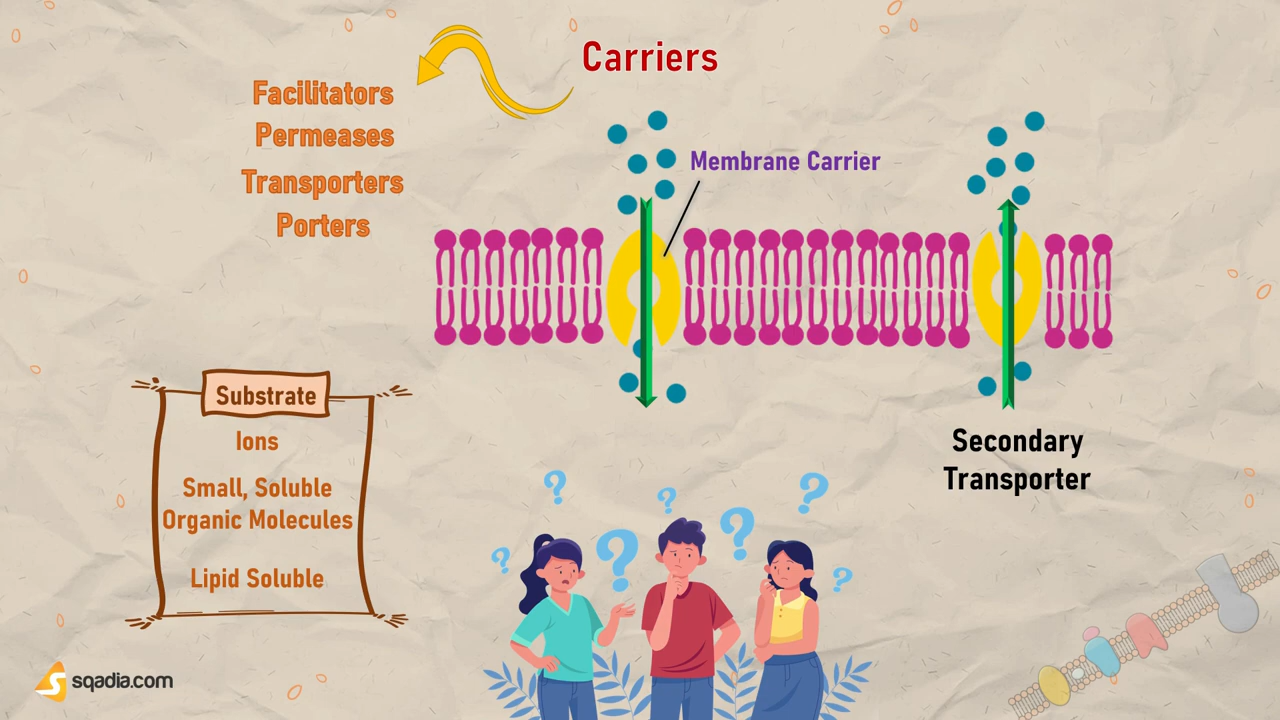 Carriers
Facilitators
Permeases
Transporters
Porters
Membrane Carrier
Substrate
Ions
Small, Soluble
Organic Molecules
Lipid Soluble
Secondary
Transporter
? ? ? ? ? ? ?
sqadia.com